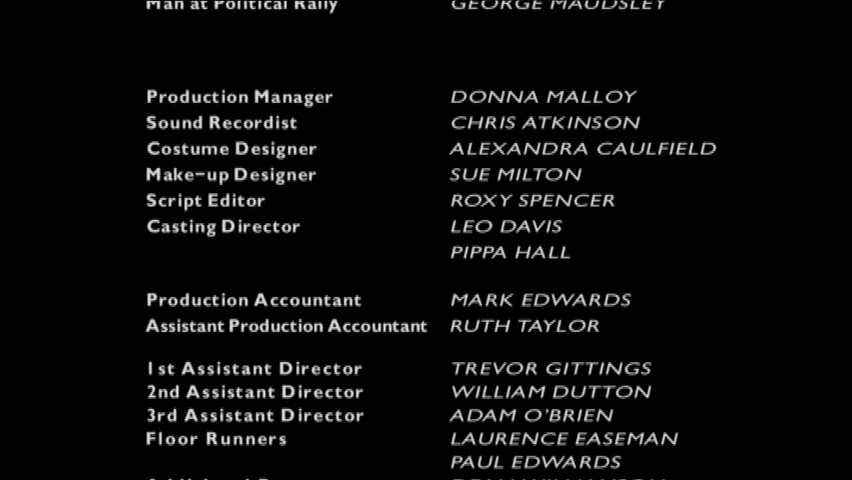 Man at Political Rally GEORGE MAUDSLEY
Production Manager DONNA MALLOY
Sound Recordist CHRIS ATKINSON
Costume Designer ALEXANDRA CAULFIELD
Make-up Designer SUE MILTON
Script Editor ROXY SPENCER
Casting Director LEO DAVIS
PIPPA HALL
Production Accountant MARK EDWARDS
Assistant Production Accountant RUTH TAYLOR
1st Assistant Director TREVOR GITTINGS
2nd Assistant Director WILLIAM DUTTON
3rd Assistant Director ADAM O'BRIEN
Floor Runners LAURENCE EASEMAN
PAUL EDWARDS